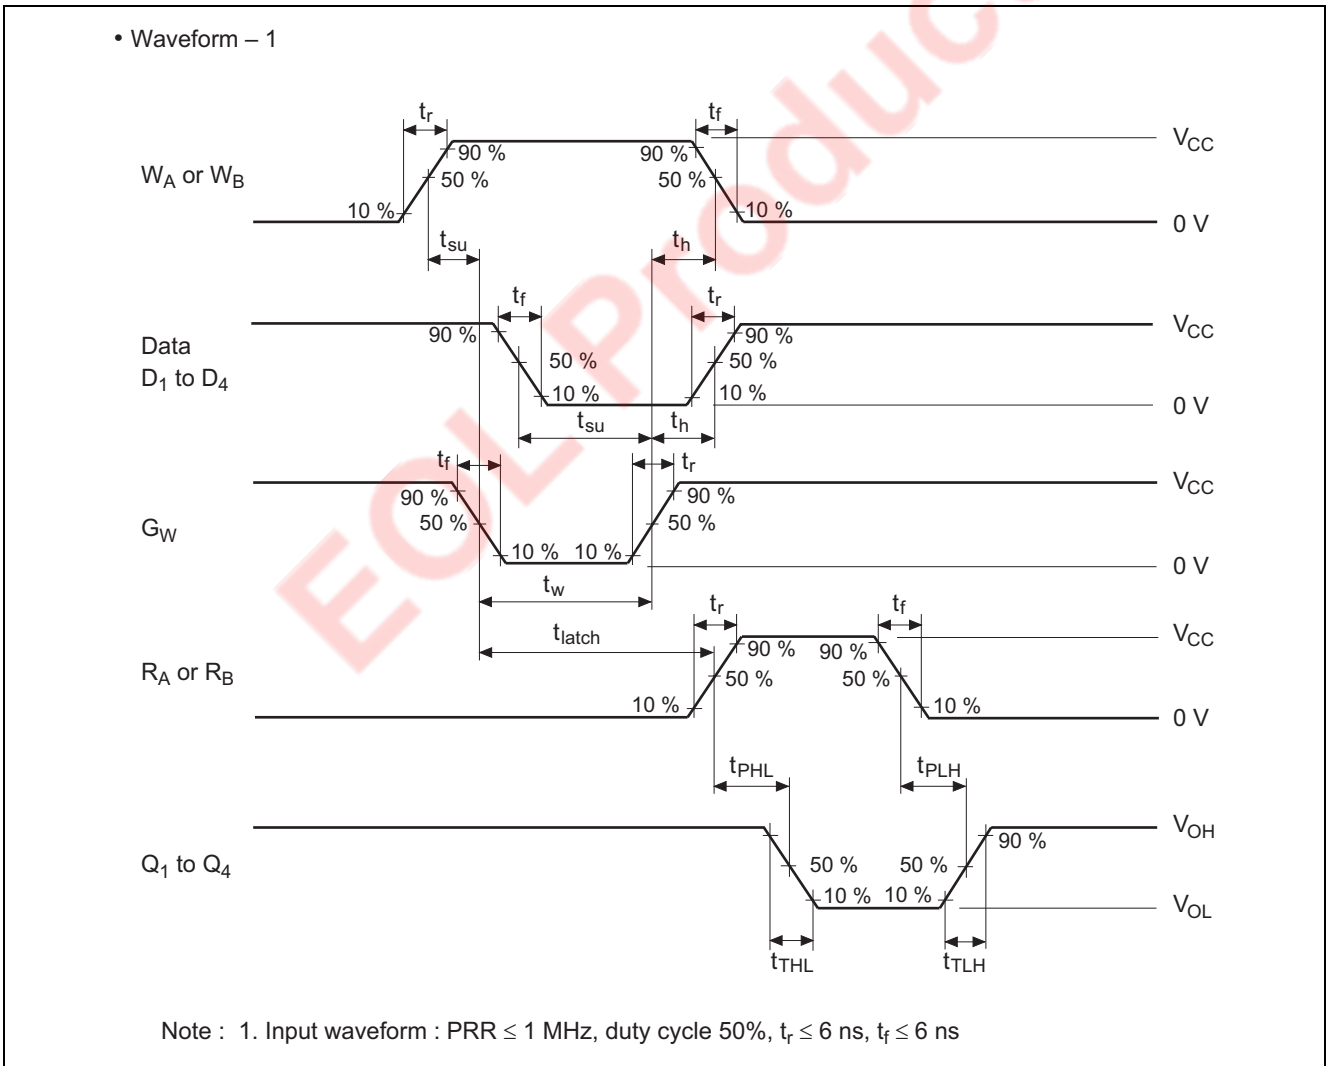 • Waveform – 1
tr
tf
VCC
90 %
90 %
WA or WB
50 %
50 %
10 %
10 %
0 V
tsu
th
tf
tr
VCC
90 %
90 %
Data
D1 to D4
50 %
50 %
10 %
10 %
0 V
tsu
th
tf
tr
VCC
90 %
90 %
GW
50 %
50 %
10 %
10 %
0 V
tw
tr
tf
VCC
tlatch
90 %
90 %
RA or RB
50 %
50 %
10 %
10 %
0 V
tPHL
tPLH
VOH
90 %
Q1 to Q4
50 %
50 %
10 %
10 %
VOL
tTHL
tTLH
Note : 1. Input waveform : PRR ≤ 1 MHz, duty cycle 50%, tr ≤ 6 ns, tf ≤ 6 ns
EOL Produc